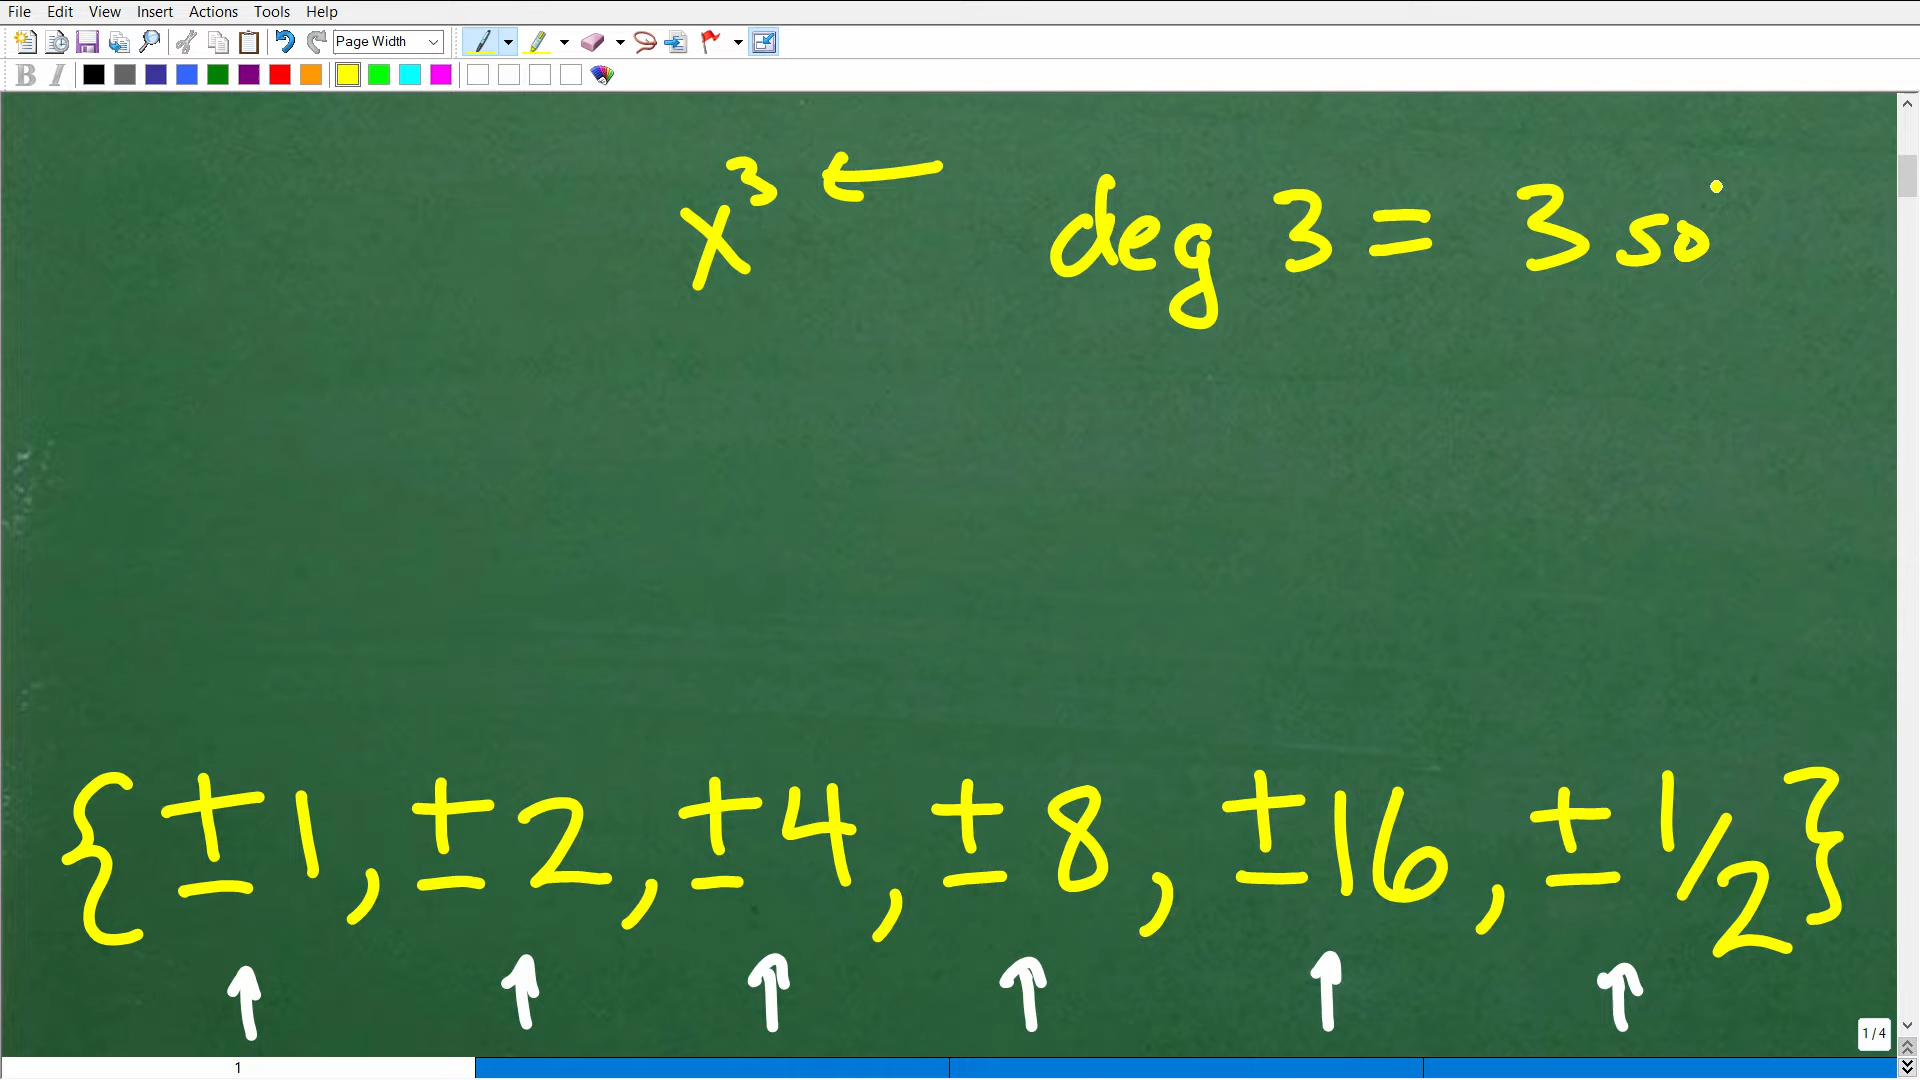 File Edit View Insert Actions Tools Help
Page Width
B I
x³ ← deg 3 = 3 so
{±1, ±2, ±4, ±8, ±16, ±1/2}
↑ ↑ ↑ ↑ ↑ ↑
1 / 4
1